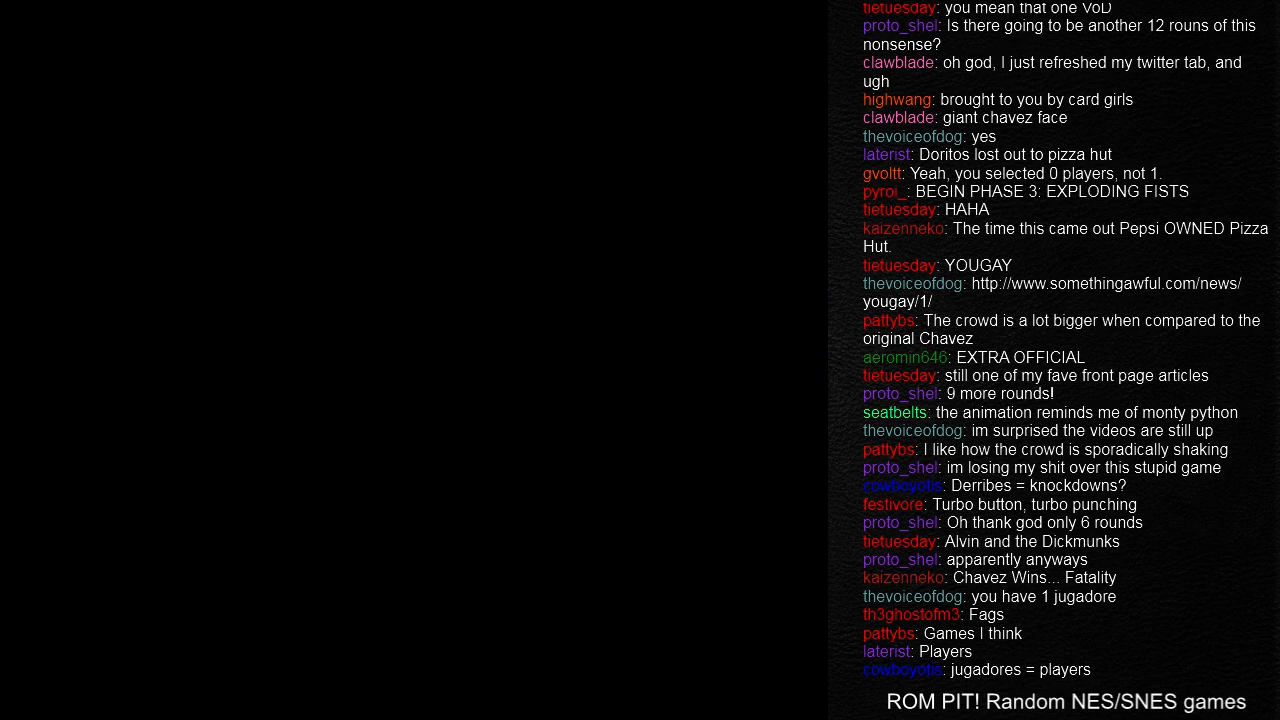 tietuesday: you mean that one VoD
proto_shel: Is there going to be another 12 rouns of this
nonsense?
clawblade: oh god, I just refreshed my twitter tab, and
ugh
highwang: brought to you by card girls
clawblade: giant chavez face
thevoiceofdog: yes
laterist: Doritos lost out to pizza hut
gvoltt: Yeah, you selected 0 players, not 1.
pyroi_: BEGIN PHASE 3: EXPLODING FISTS
tietuesday: HAHA
kaizenneko: The time this came out Pepsi OWNED Pizza
Hut.
tietuesday: YOUGAY
thevoiceofdog: http://www.somethingawful.com/news/
yougay/1/
pattybs: The crowd is a lot bigger when compared to the
original Chavez
aeromin646: EXTRA OFFICIAL
tietuesday: still one of my fave front page articles
proto_shel: 9 more rounds!
seatbelts: the animation reminds me of monty python
thevoiceofdog: im surprised the videos are still up
pattybs: I like how the crowd is sporadically shaking
proto_shel: im losing my shit over this stupid game
cowboyotis: Derribes = knockdowns?
festivore: Turbo button, turbo punching
proto_shel: Oh thank god only 6 rounds
tietuesday: Alvin and the Dickmunks
proto_shel: apparently anyways
kaizenneko: Chavez Wins... Fatality
thevoiceofdog: you have 1 jugadore
th3ghostofm3: Fags
pattybs: Games I think
laterist: Players
cowboyotis: jugadores = players
ROM PIT! Random NES/SNES games